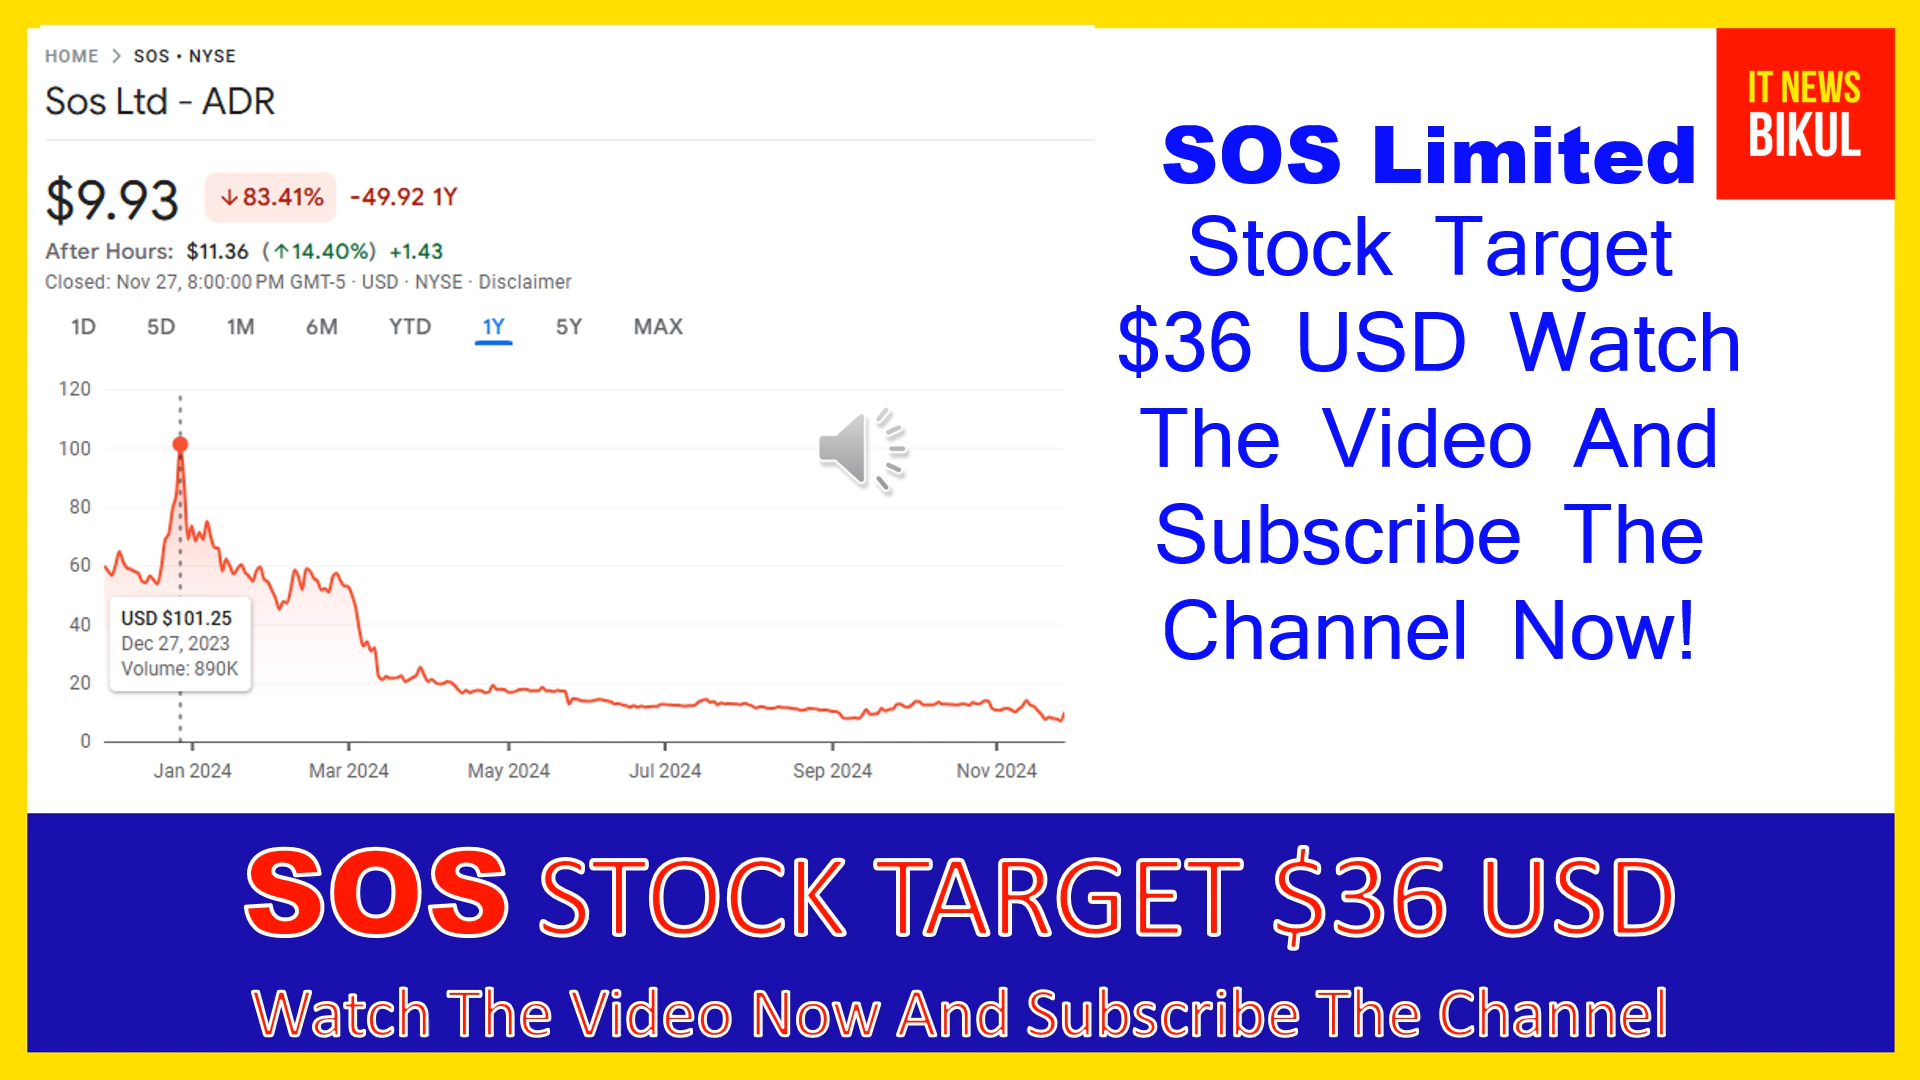 HOME > SOS • NYSE
Sos Ltd - ADR
$9.93 ↓83.41% -49.92 1Y
After Hours: $11.36 (↑14.40%) +1.43
Closed: Nov 27, 8:00:00 PM GMT-5 · USD · NYSE · Disclaimer
1D 5D 1M 6M YTD 1Y 5Y MAX
120
100
80
60
40
20
0
USD $101.25
Dec 27, 2023
Volume: 890K
Jan 2024 Mar 2024 May 2024 Jul 2024 Sep 2024 Nov 2024
SOS Limited
Stock Target
$36 USD Watch
The Video And
Subscribe The
Channel Now!
IT NEWS
BIKUL
SOS STOCK TARGET $36 USD
Watch The Video Now And Subscribe The Channel